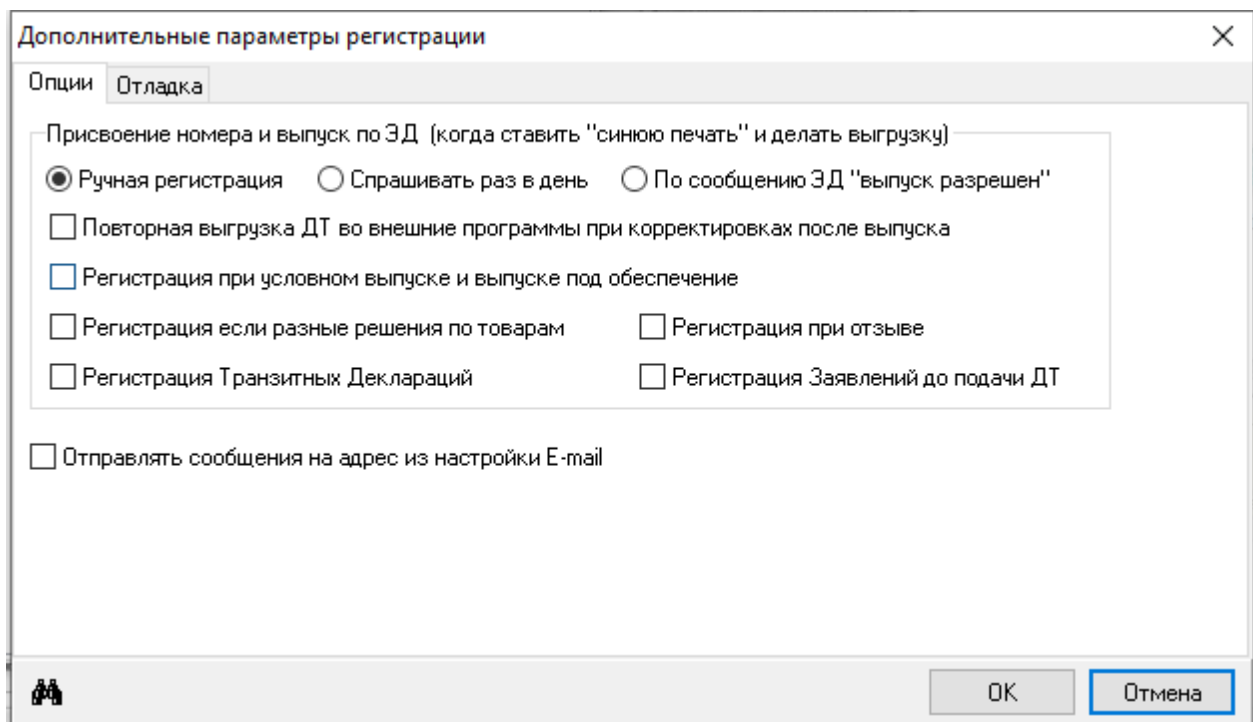 Дополнительные параметры регистрации
Опции Отладка
Присвоение номера и выпуск по ЭД (когда ставить "синюю печать" и делать выгрузку)
Ручная регистрация Спрашивать раз в день По сообщению ЭД "выпуск разрешен"
Повторная выгрузка ДТ во внешние программы при корректировках после выпуска
Регистрация при условном выпуске и выпуске под обеспечение
Регистрация если разные решения по товарам Регистрация при отзыве
Регистрация Транзитных Деклараций Регистрация Заявлений до подачи ДТ
Отправлять сообщения на адрес из настройки E-mail
OK Отмена